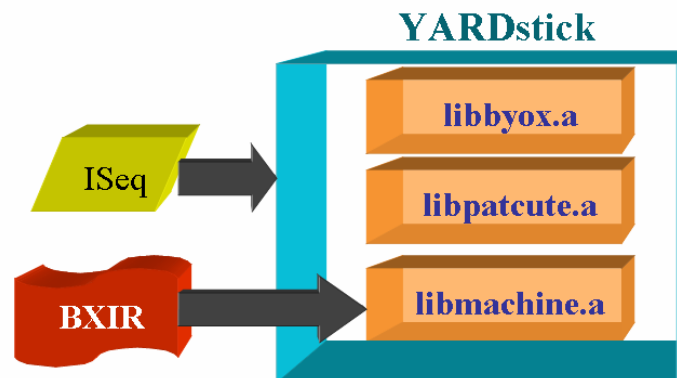 YARDstick
libbyox.a
ISeq
libpatcute.a
BXIR
libmachine.a